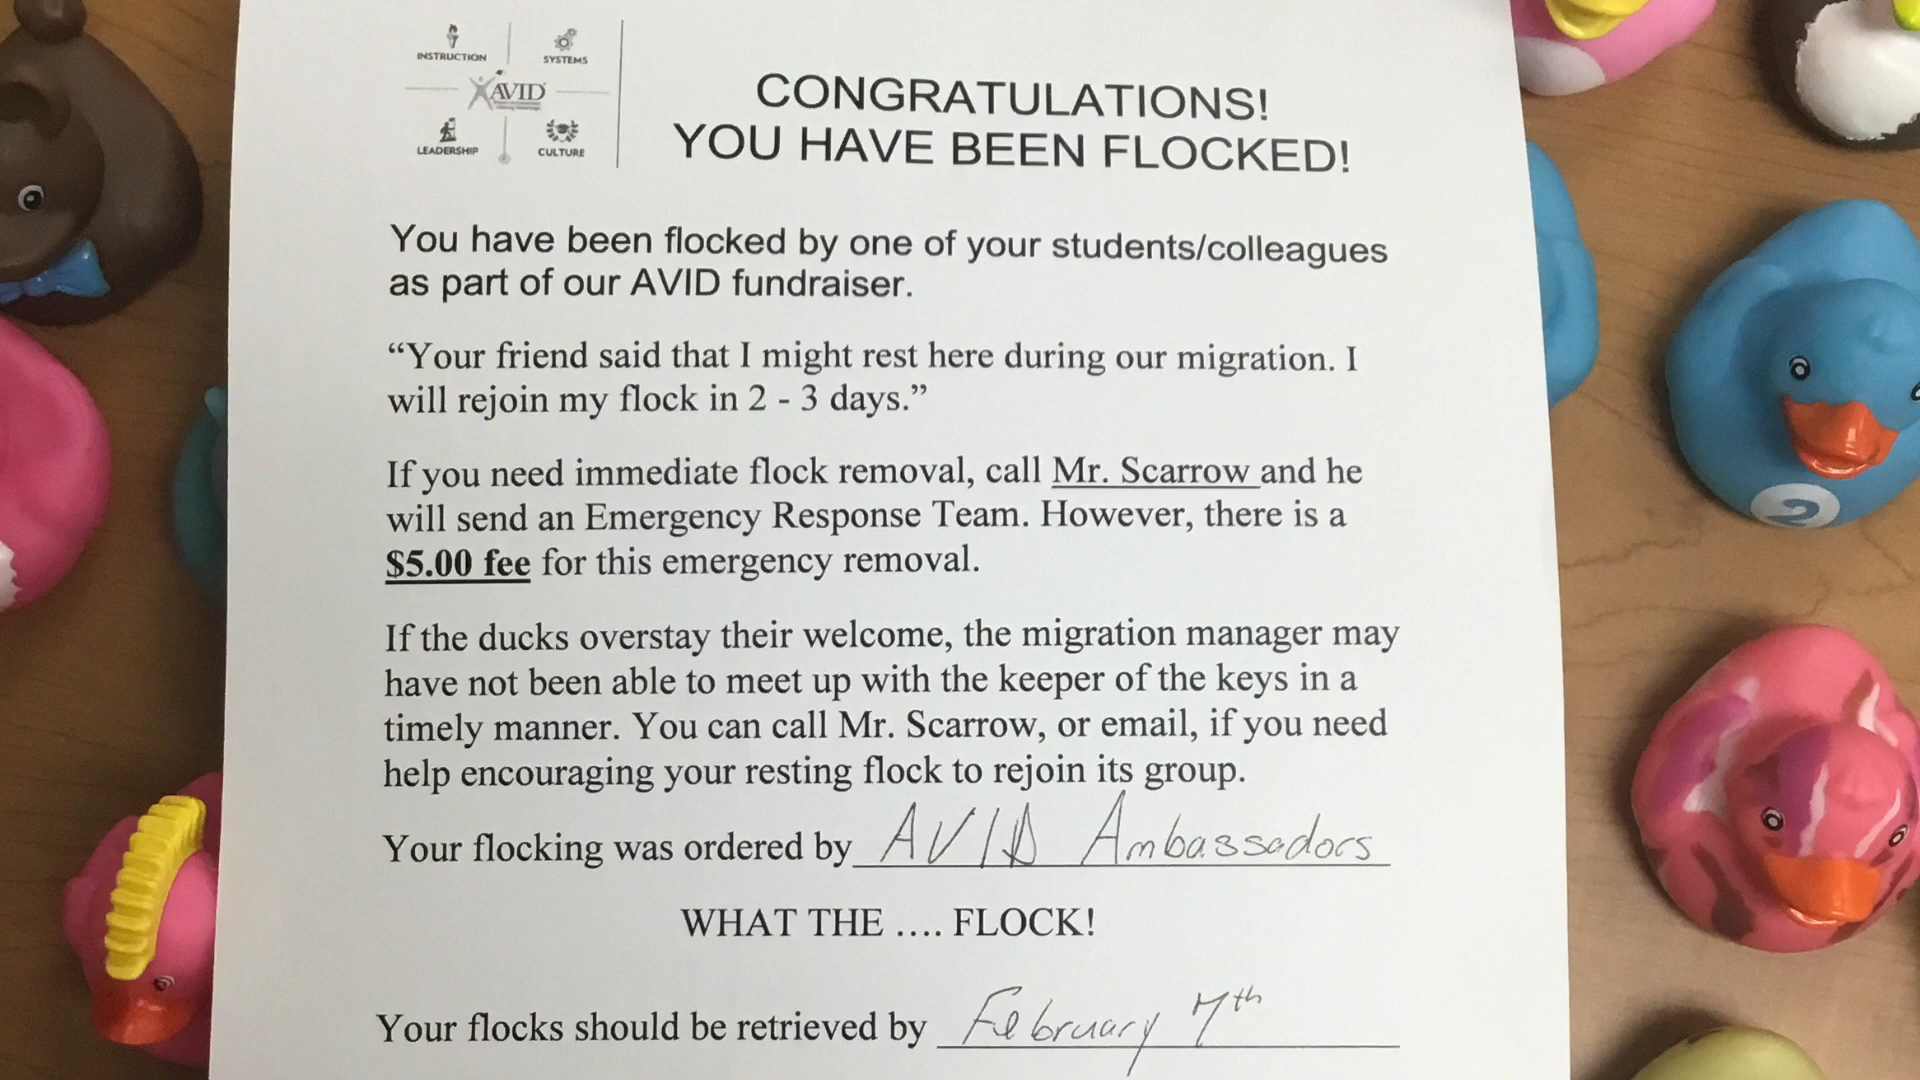 INSTRUCTION
SYSTEMS
AVID
LEADERSHIP
CULTURE
CONGRATULATIONS!
YOU HAVE BEEN FLOCKED!
You have been flocked by one of your students/colleagues
as part of our AVID fundraiser.
“Your friend said that I might rest here during our migration. I
will rejoin my flock in 2 - 3 days.”
If you need immediate flock removal, call Mr. Scarrow and he
will send an Emergency Response Team. However, there is a
$5.00 fee for this emergency removal.
If the ducks overstay their welcome, the migration manager may
have not been able to meet up with the keeper of the keys in a
timely manner. You can call Mr. Scarrow, or email, if you need
help encouraging your resting flock to rejoin its group.
Your flocking was ordered by AVID Ambassadors
WHAT THE .... FLOCK!
Your flocks should be retrieved by February 7th
2